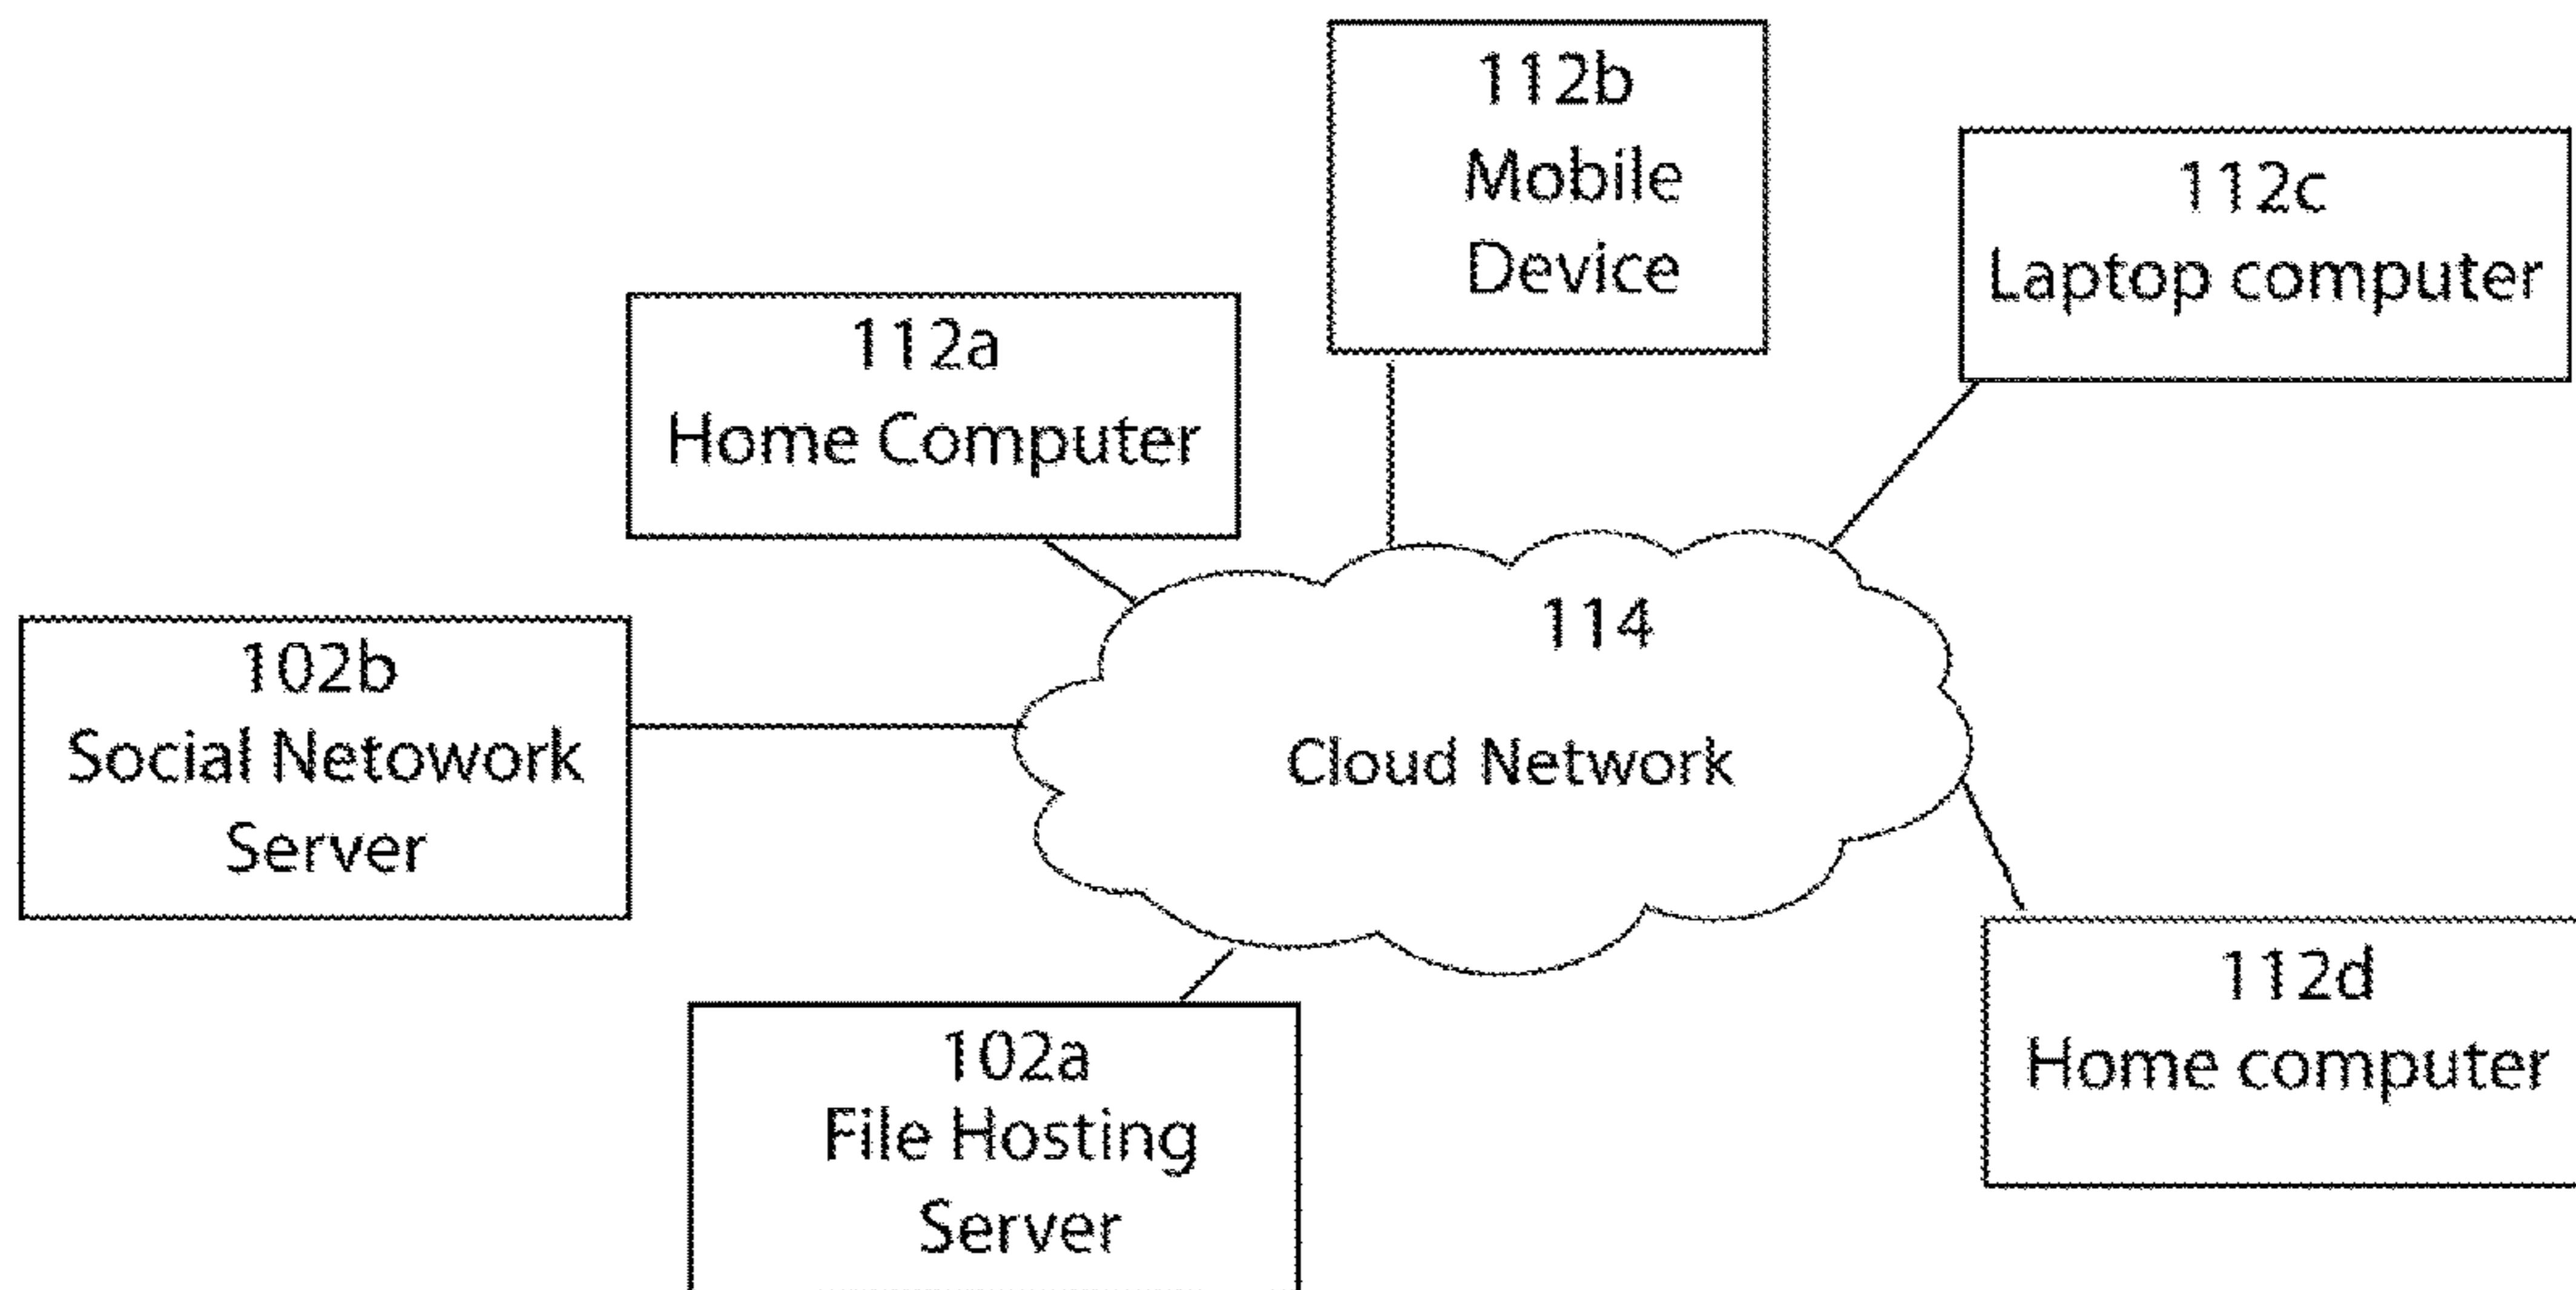 112b
Mobile
Device
112c
Laptop computer
112a
Home Computer
114
Cloud Network
102b
Social Netowork
Server
112d
Home computer
102a
File Hosting
Server